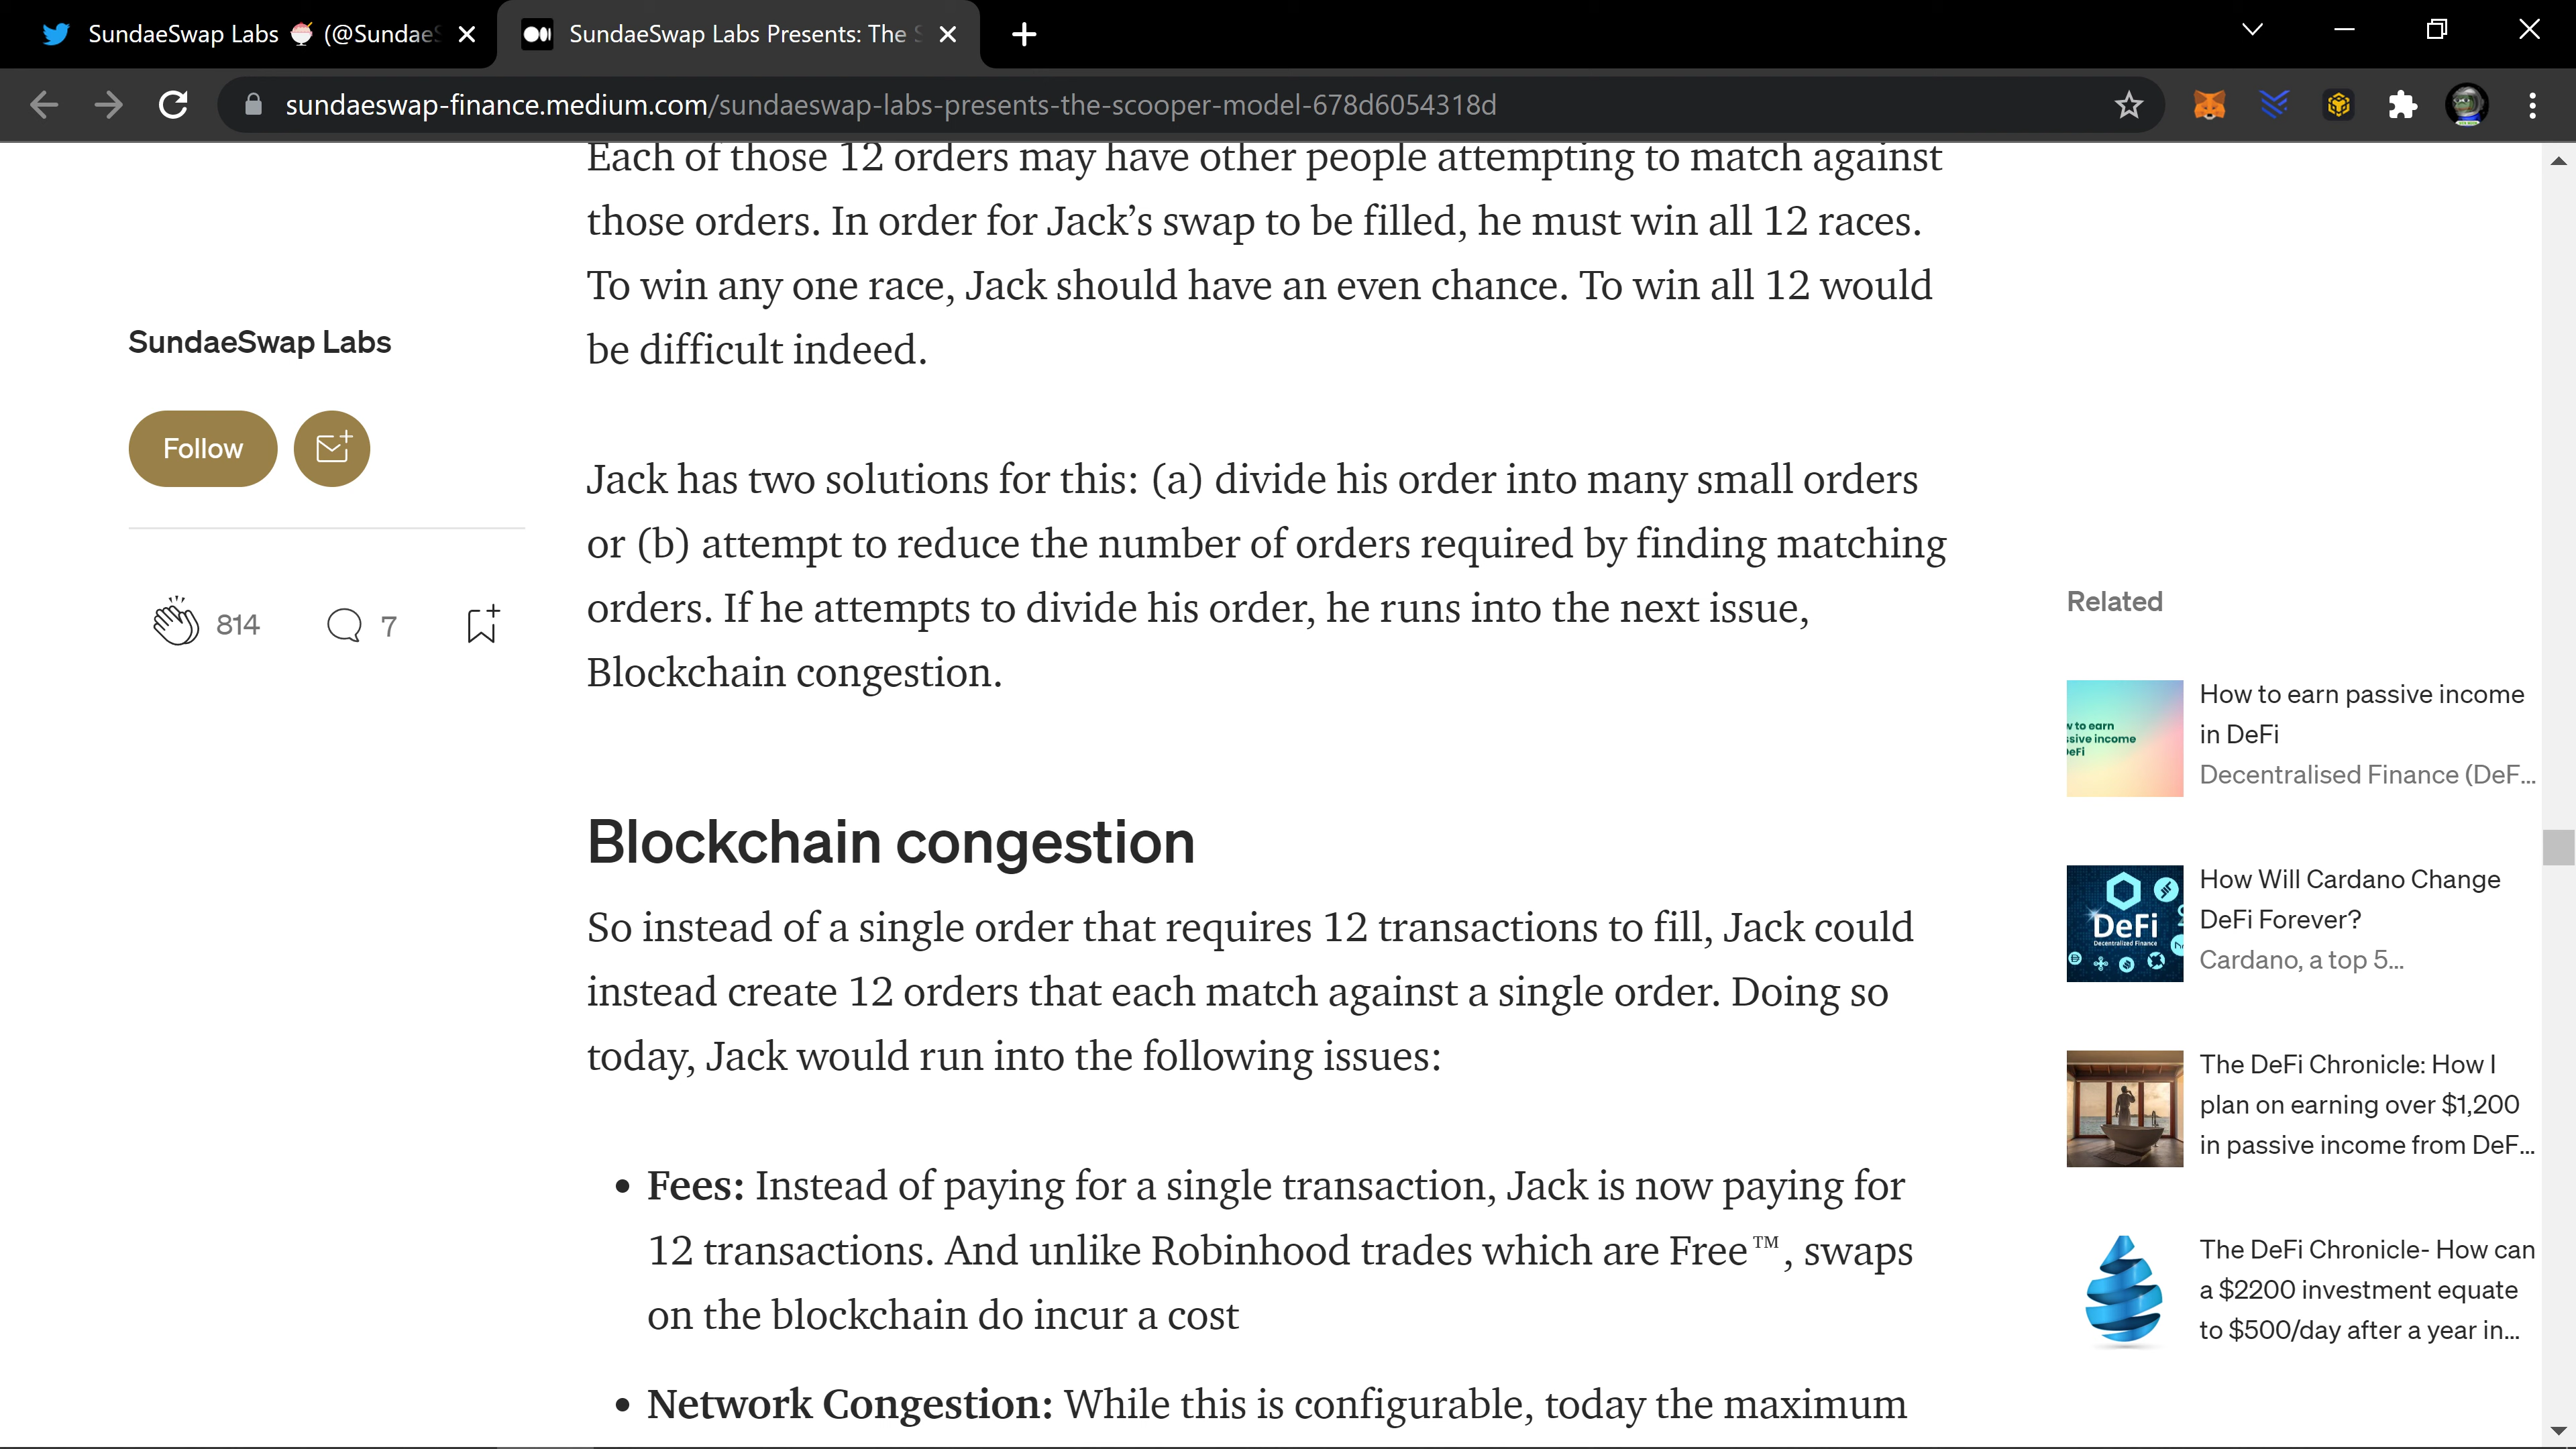 SundaeSwap Labs 🍨 (@Sundae
SundaeSwap Labs Presents: The
sundaeswap-finance.medium.com/sundaeswap-labs-presents-the-scooper-model-678d6054318d
Each of those 12 orders may have other people attempting to match against
those orders. In order for Jack’s swap to be filled, he must win all 12 races.
To win any one race, Jack should have an even chance. To win all 12 would
be difficult indeed.
SundaeSwap Labs
Follow
814
7
Jack has two solutions for this: (a) divide his order into many small orders
or (b) attempt to reduce the number of orders required by finding matching
orders. If he attempts to divide his order, he runs into the next issue,
Blockchain congestion.
Blockchain congestion
So instead of a single order that requires 12 transactions to fill, Jack could
instead create 12 orders that each match against a single order. Doing so
today, Jack would run into the following issues:
• Fees: Instead of paying for a single transaction, Jack is now paying for
12 transactions. And unlike Robinhood trades which are Free™, swaps
on the blockchain do incur a cost
• Network Congestion: While this is configurable, today the maximum
Related
to earn
income
How to earn passive income
in DeFi
Decentralised Finance (DeF...
DeFi
Decentralized Finance
How Will Cardano Change
DeFi Forever?
Cardano, a top 5...
The DeFi Chronicle: How I
plan on earning over $1,200
in passive income from DeF...
The DeFi Chronicle- How can
a $2200 investment equate
to $500/day after a year in...